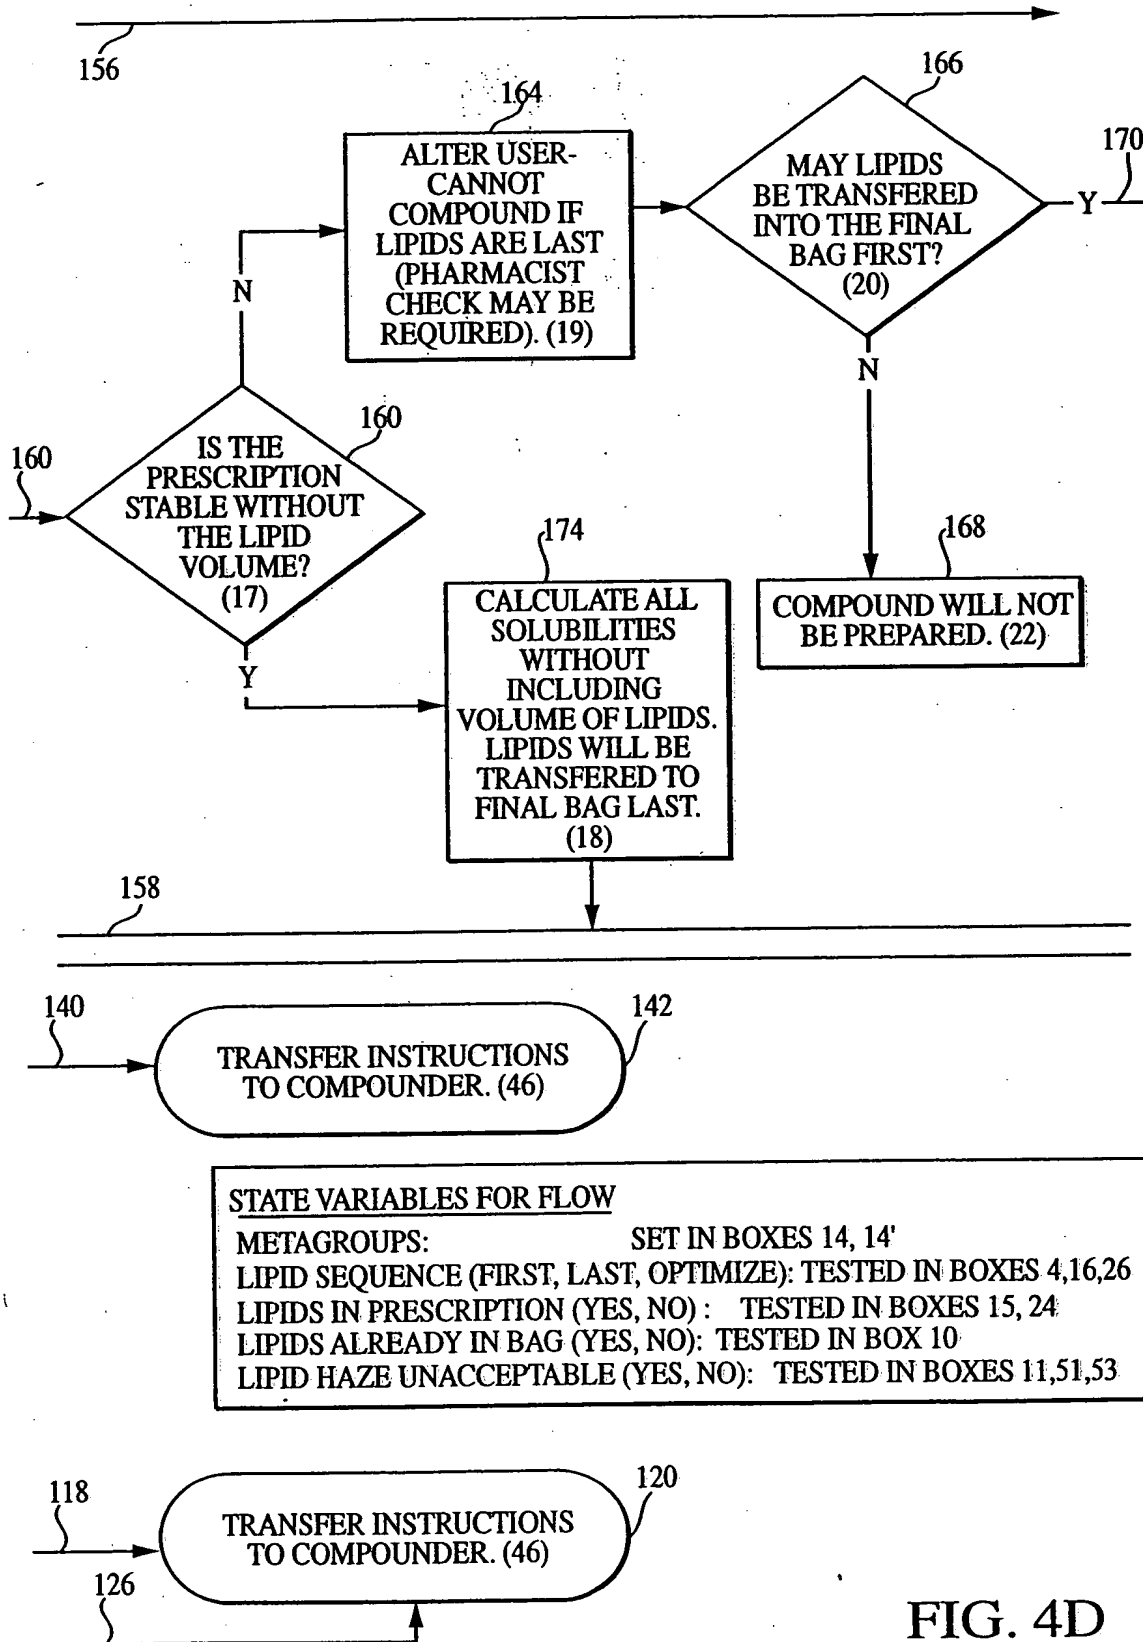 156
164
166
170
ALTER USER-
CANNOT
COMPOUND IF
LIPIDS ARE LAST
(PHARMACIST
CHECK MAY BE
REQUIRED). (19)
MAY LIPIDS
BE TRANSFERED
INTO THE FINAL
BAG FIRST?
(20)
Y
N
N
160
160
IS THE
PRESCRIPTION
STABLE WITHOUT
THE LIPID
VOLUME?
(17)
Y
174
CALCULATE ALL
SOLUBILITIES
WITHOUT
INCLUDING
VOLUME OF LIPIDS.
LIPIDS WILL BE
TRANSFERED TO
FINAL BAG LAST.
(18)
168
COMPOUND WILL NOT
BE PREPARED. (22)
158
140
142
TRANSFER INSTRUCTIONS
TO COMPOUNDER. (46)
STATE VARIABLES FOR FLOW
METAGROUPS: SET IN BOXES 14, 14'
LIPID SEQUENCE (FIRST, LAST, OPTIMIZE): TESTED IN BOXES 4,16,26
LIPIDS IN PRESCRIPTION (YES, NO) : TESTED IN BOXES 15, 24
LIPIDS ALREADY IN BAG (YES, NO): TESTED IN BOX 10
LIPID HAZE UNACCEPTABLE (YES, NO): TESTED IN BOXES 11,51,53
118
120
TRANSFER INSTRUCTIONS
TO COMPOUNDER. (46)
126
FIG. 4D